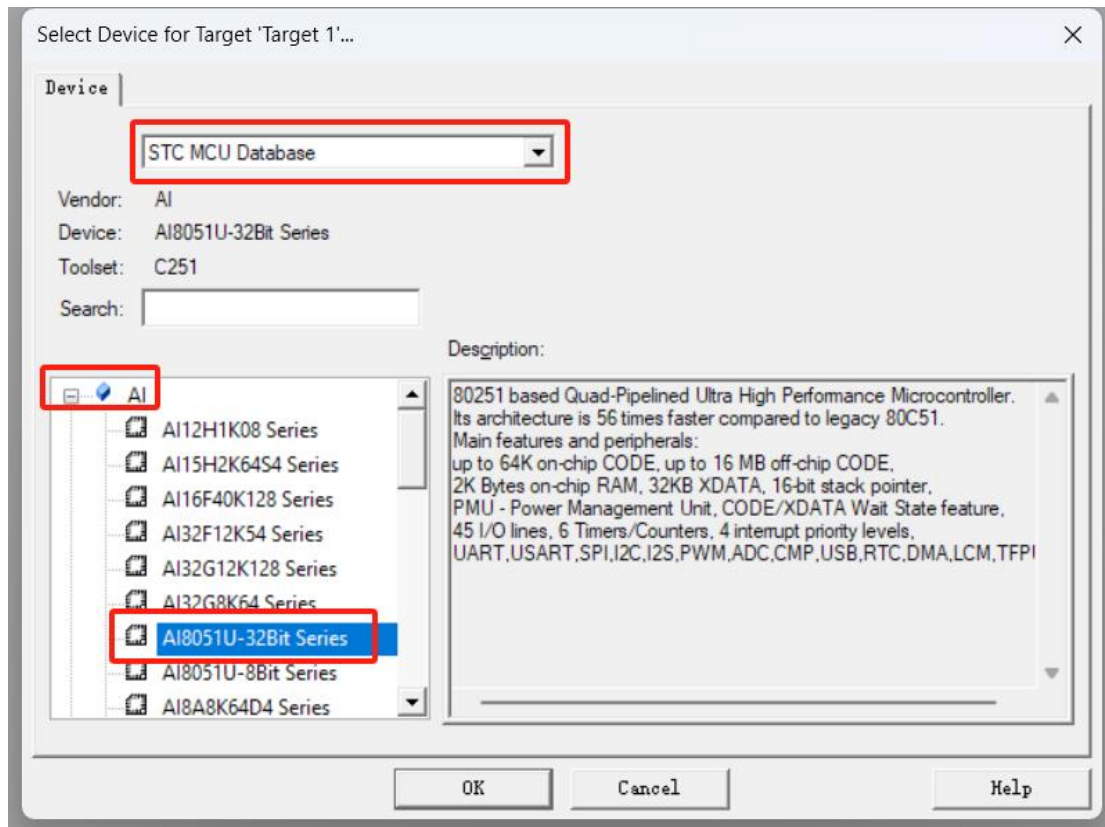 Select Device for Target 'Target 1'...
Device
STC MCU Database
Vendor: AI
Device: AI8051U-32Bit Series
Toolset: C251
Search:
Description:
AI
AI12H1K08 Series
AI15H2K64S4 Series
AI16F40K128 Series
AI32F12K54 Series
AI32G12K128 Series
AI32G8K64 Series
AI8051U-32Bit Series
AI8051U-8Bit Series
AI8A8K64D4 Series
80251 based Quad-Pipelined Ultra High Performance Microcontroller.
Its architecture is 56 times faster compared to legacy 80C51.
Main features and peripherals:
up to 64K on-chip CODE, up to 16 MB off-chip CODE,
2K Bytes on-chip RAM, 32KB XDATA, 16-bit stack pointer,
PMU - Power Management Unit, CODE/XDATA Wait State feature,
45 I/O lines, 6 Timers/Counters, 4 interrupt priority levels,
UART,USART,SPI,I2C,I2S,PWM,ADC,CMP,USB,RTC,DMA,LCM,TFPU
OK
Cancel
Help